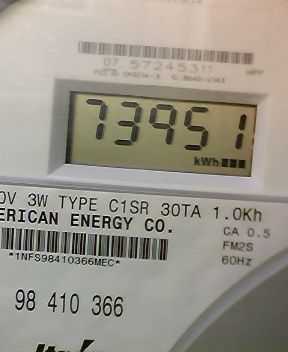 07 57245311
73951
kWh
0V 3W TYPE C1SR 30TA 1.0Kh
ERICAN ENERGY CO.
CA 0.5
FM2S
*1NFS98410366MEC*
60Hz
98 410 366